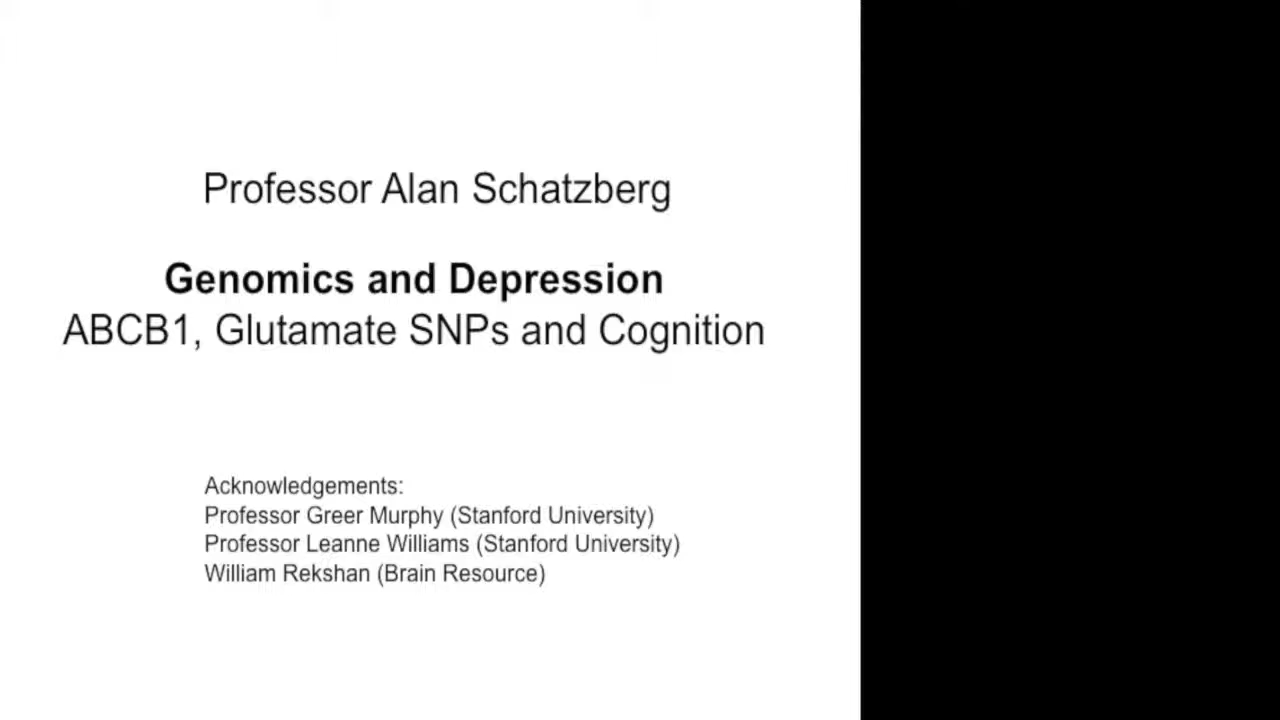 Professor Alan Schatzberg
Genomics and Depression
ABCB1, Glutamate SNPs and Cognition
Acknowledgements:
Professor Greer Murphy (Stanford University)
Professor Leanne Williams (Stanford University)
William Rekshan (Brain Resource)